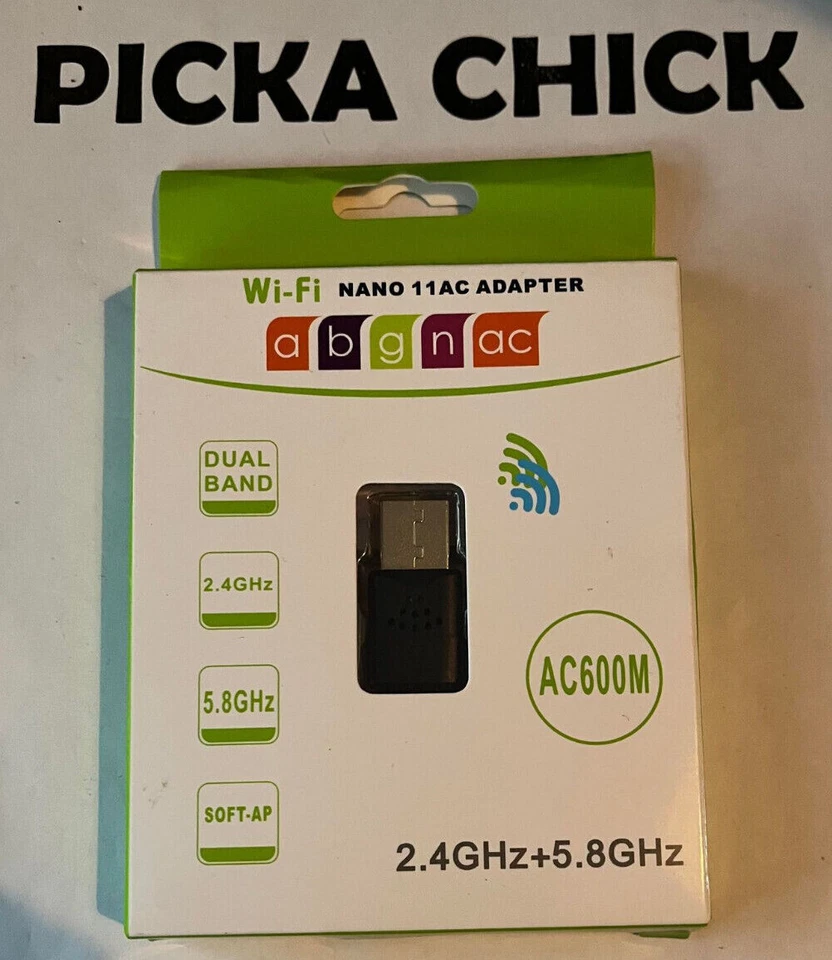 PICKA CHICK
Wi-Fi NANO 11AC ADAPTER
a b g n ac
DUAL
BAND
2.4GHz
5.8GHz
AC600M
SOFT-AP
2.4GHz+5.8GHz